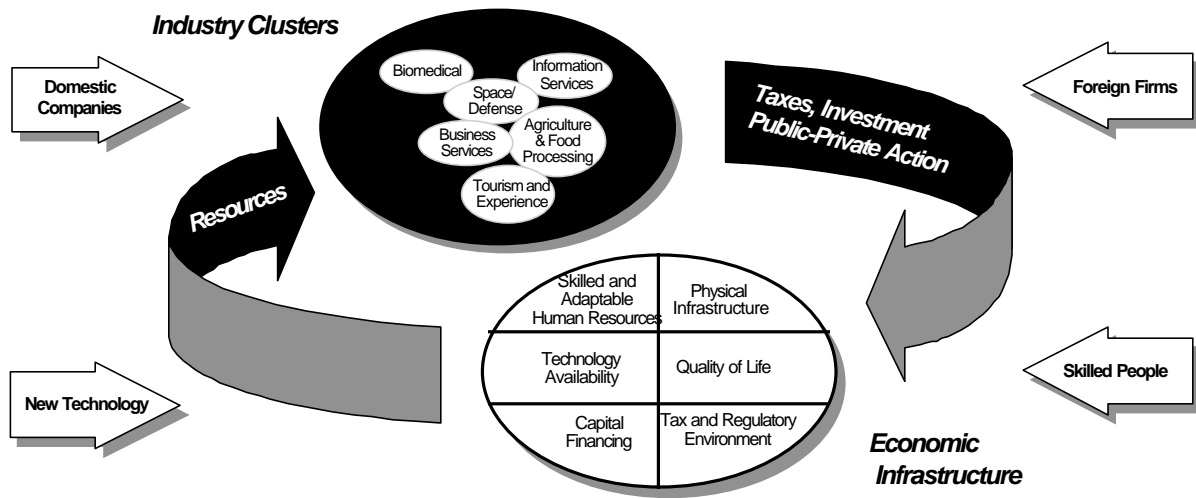 Industry Clusters
Domestic
Companies
Biomedical
Information
Services
Space/
Defense
Business
Services
Agriculture
& Food
Processing
Tourism and
Experience
Taxes, Investment
Public-Private Action
Foreign Firms
Resources
Skilled and
Adaptable
Human Resources
Physical
Infrastructure
Technology
Availability
Quality of Life
Capital
Financing
Tax and Regulatory
Environment
New Technology
Skilled People
Economic
Infrastructure